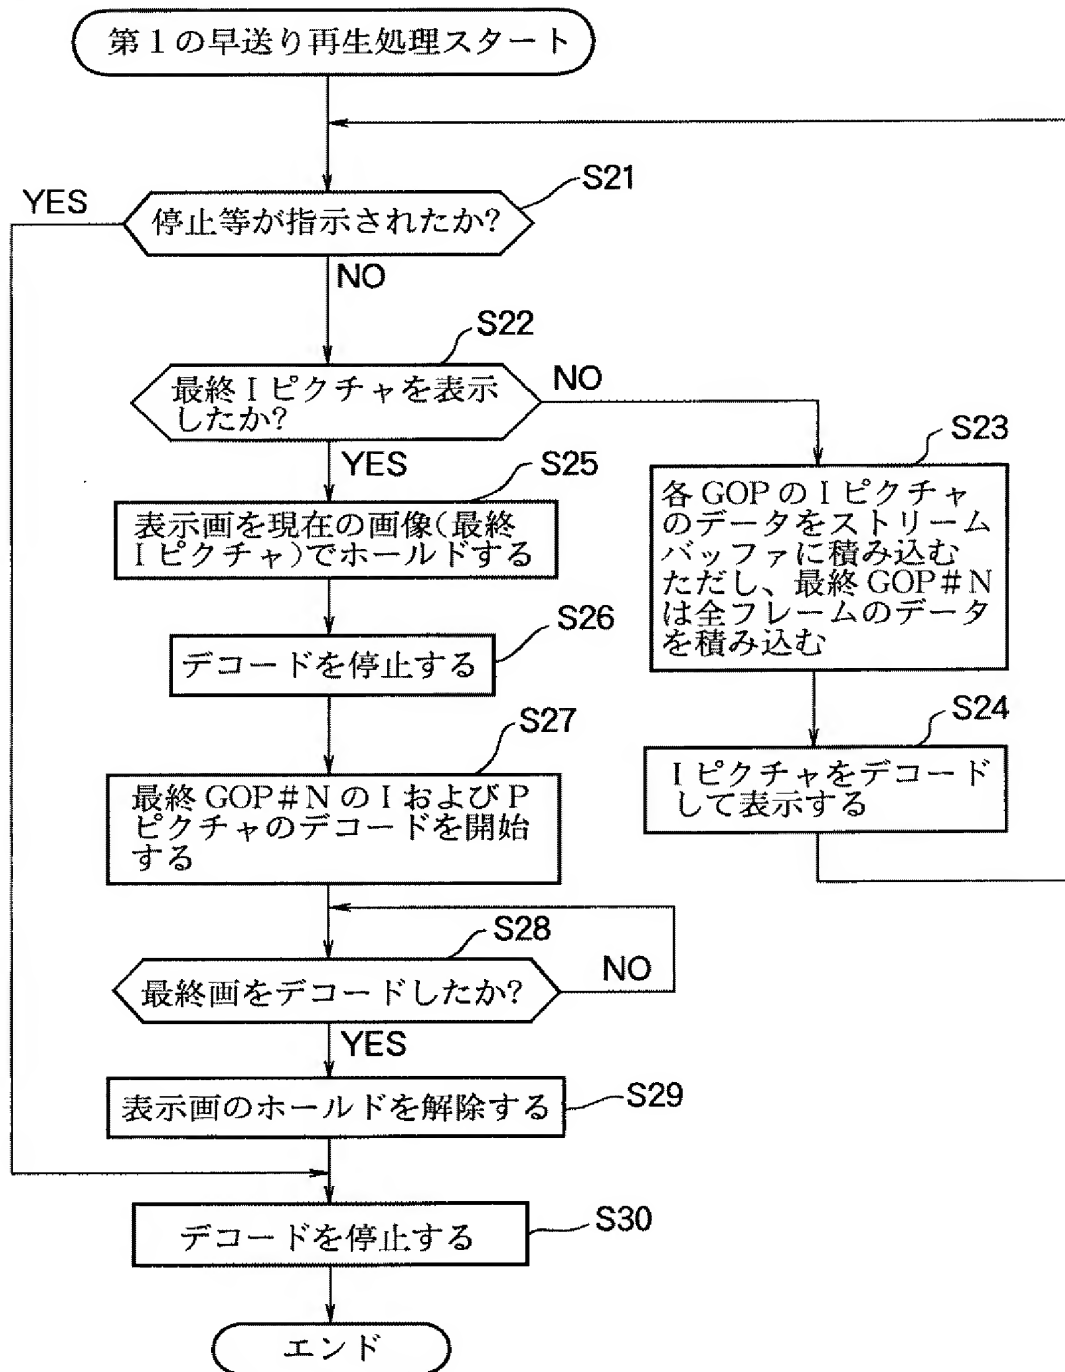 第1の早送り再生処理スタート
S21
YES
停止等が指示されたか?
NO
S22
最終Iピクチャを表示
したか?
NO
YES
S23
各GOPのIピクチャ
のデータをストリーム
バッファに積み込む
ただし、最終GOP#N
は全フレームのデータ
を積み込む
S24
Iピクチャをデコード
して表示する
S25
表示画を現在の画像(最終
Iピクチャ)でホールドする
S26
デコードを停止する
S27
最終GOP#NのIおよびP
ピクチャのデコードを開始
する
S28
最終画をデコードしたか?
NO
YES
表示画のホールドを解除する
S29
デコードを停止する
S30
エンド